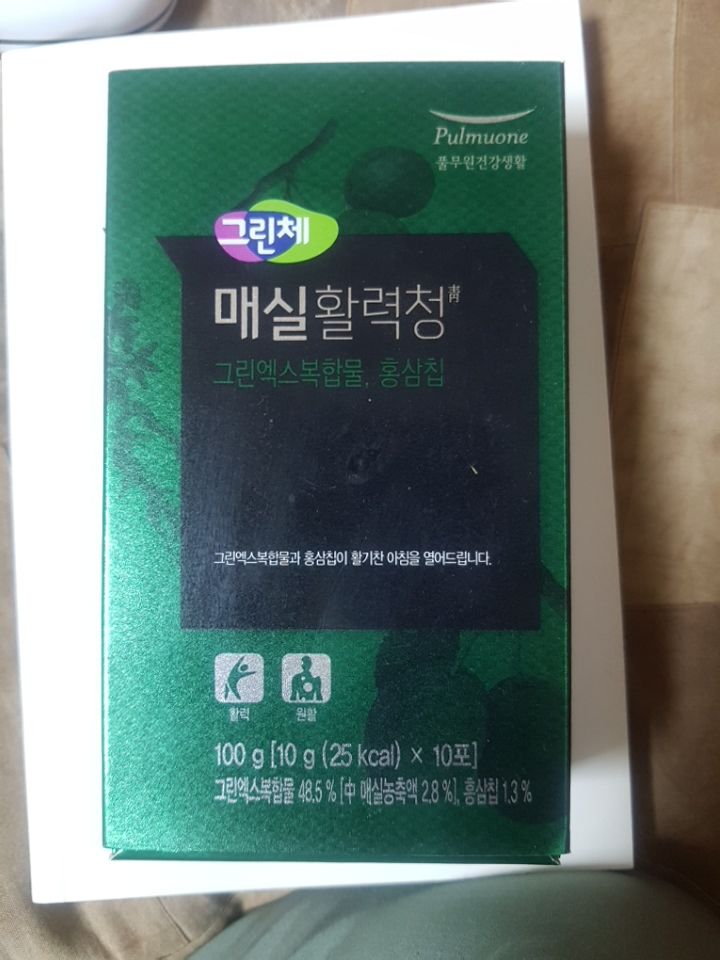 Pulmuone
풀무원건강생활
그린체
매실활력청靑
그린엑스복합물, 홍삼칩
그린엑스복합물과 홍삼칩이 활기찬 아침을 열어드립니다.
활력 원활
100 g [10 g (25 kcal) × 10포]
그린엑스복합물 48.5 % [中 매실농축액 2.8 %], 홍삼칩 1.3 %